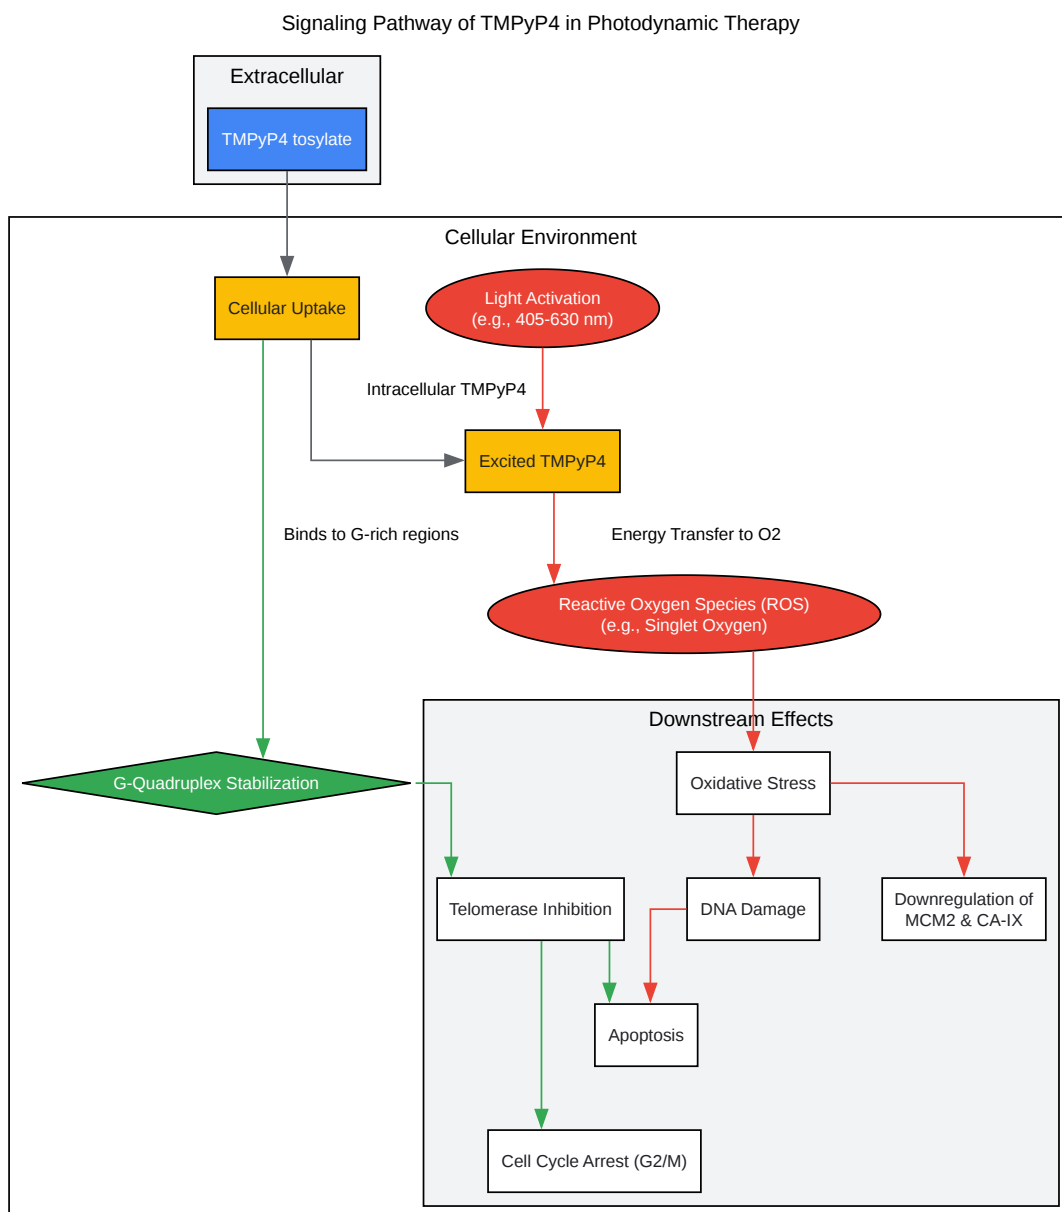 Signaling Pathway of TMPyP4 in Photodynamic Therapy
Extracellular
TMPyP4 tosylate
Cellular Environment
Cellular Uptake
Light Activation
(e.g., 405-630 nm)
Intracellular TMPyP4
Excited TMPyP4
Binds to G-rich regions
Energy Transfer to O2
Reactive Oxygen Species (ROS)
(e.g., Singlet Oxygen)
Downstream Effects
G-Quadruplex Stabilization
Oxidative Stress
Telomerase Inhibition
DNA Damage
Downregulation of
MCM2 & CA-IX
Apoptosis
Cell Cycle Arrest (G2/M)